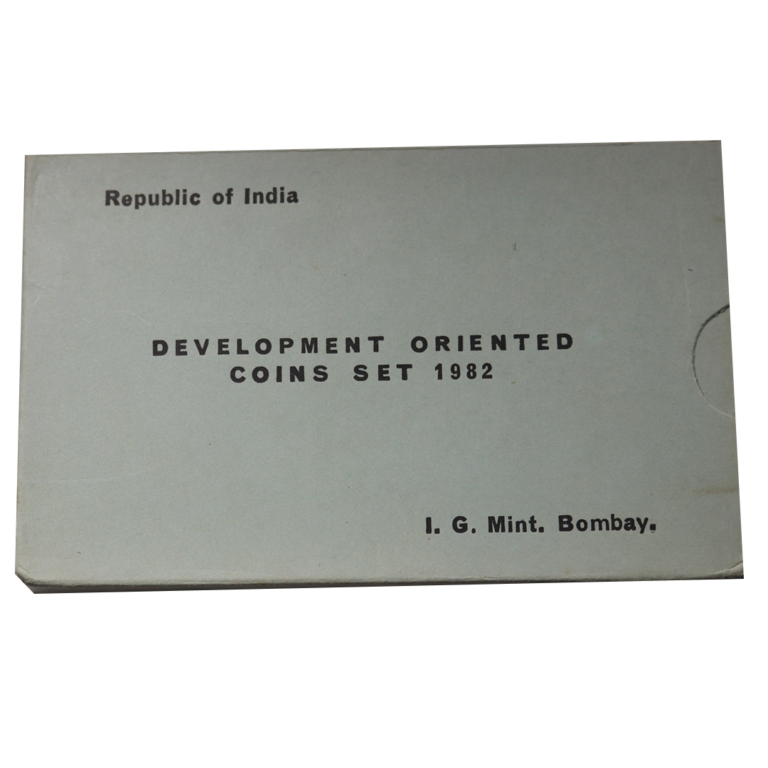 Republic of India
DEVELOPMENT ORIENTED
COINS SET 1982
I. G. Mint. Bombay.